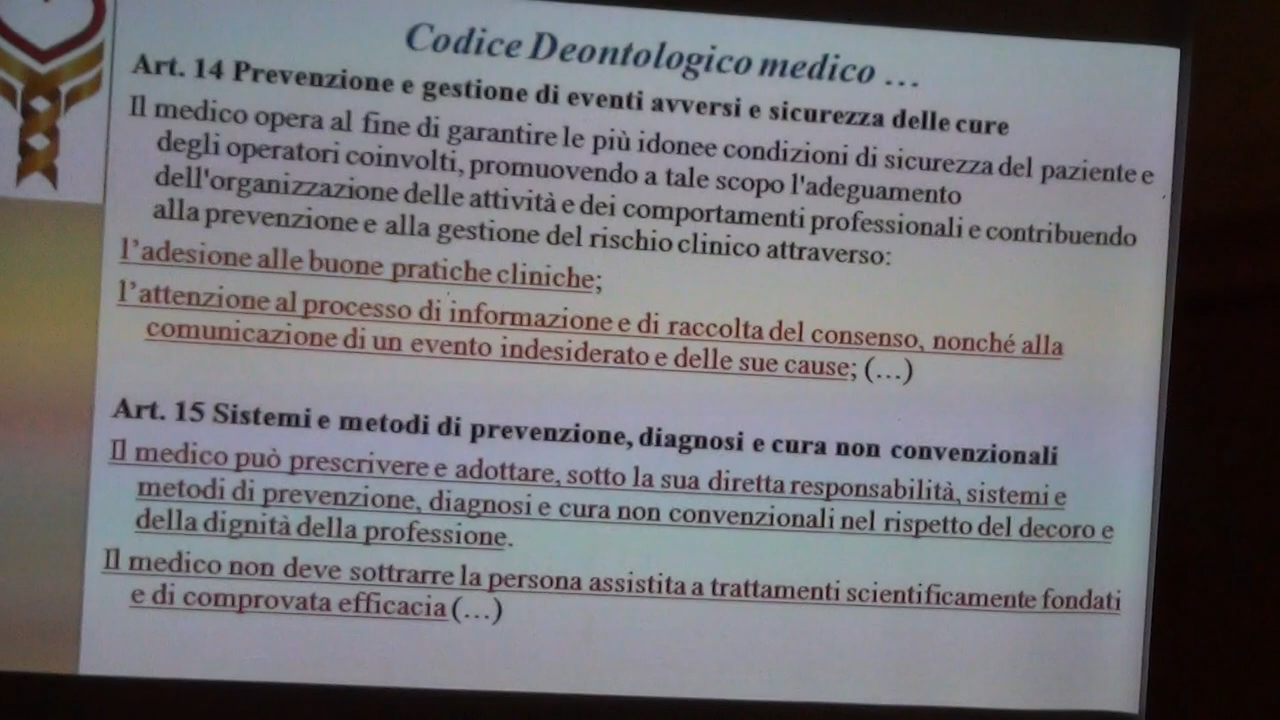 Codice Deontologico medico ...
Art. 14 Prevenzione e gestione di eventi avversi e sicurezza delle cure
Il medico opera al fine di garantire le più idonee condizioni di sicurezza del paziente e
degli operatori coinvolti, promuovendo a tale scopo l'adeguamento
dell'organizzazione delle attività e dei comportamenti professionali e contribuendo
alla prevenzione e alla gestione del rischio clinico attraverso:
l’adesione alle buone pratiche cliniche;
l’attenzione al processo di informazione e di raccolta del consenso, nonché alla
comunicazione di un evento indesiderato e delle sue cause; (…)
Art. 15 Sistemi e metodi di prevenzione, diagnosi e cura non convenzionali
Il medico può prescrivere e adottare, sotto la sua diretta responsabilità, sistemi e
metodi di prevenzione, diagnosi e cura non convenzionali nel rispetto del decoro e
della dignità della professione.
Il medico non deve sottrarre la persona assistita a trattamenti scientificamente fondati
e di comprovata efficacia (…)